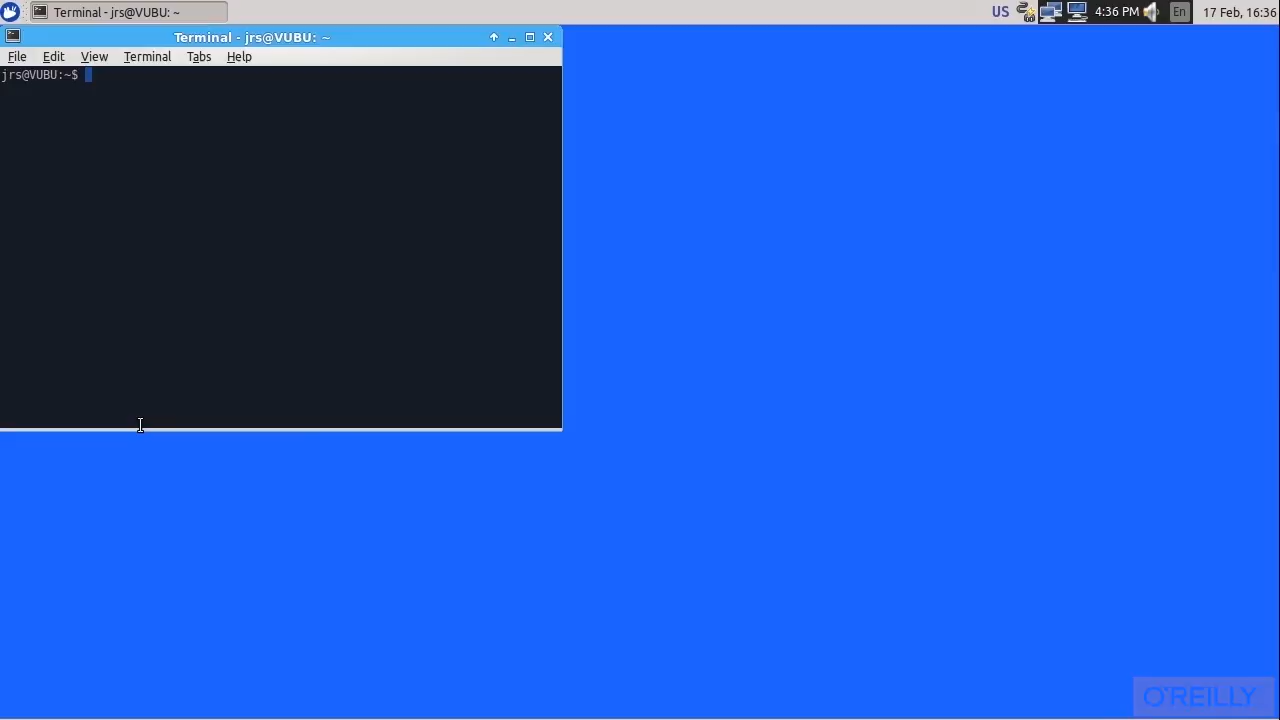 Terminal - jrs@VUBU: ~
US
4:36 PM
En
17 Feb, 16:36
Terminal - jrs@VUBU: ~
File Edit View Terminal Tabs Help
jrs@VUBU:~$
O'REILLY